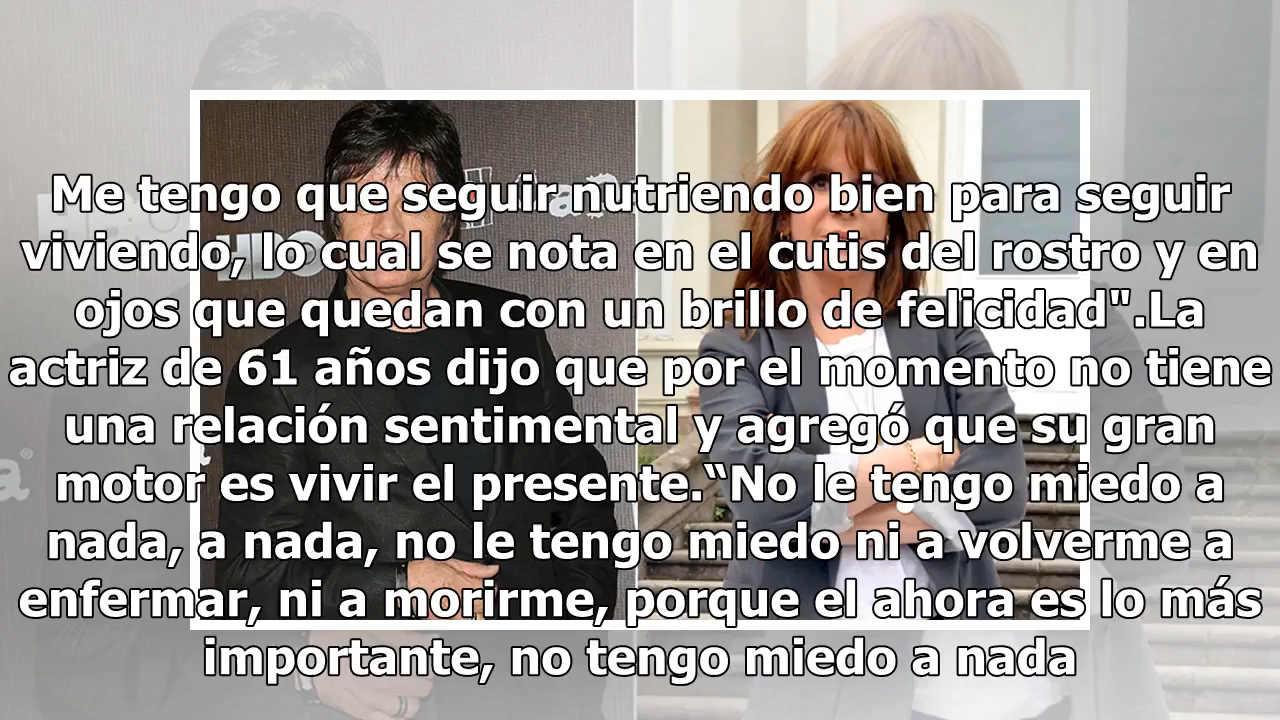 Me tengo que seguir nutriendo bien para seguir
viviendo, lo cual se nota en el cutis del rostro y en
ojos que quedan con un brillo de felicidad".La
actriz de 61 años dijo que por el momento no tiene
una relación sentimental y agregó que su gran
motor es vivir el presente.“No le tengo miedo a
nada, a nada, no le tengo miedo ni a volverme a
enfermar, ni a morirme, porque el ahora es lo más
importante, no tengo miedo a nada
HBO